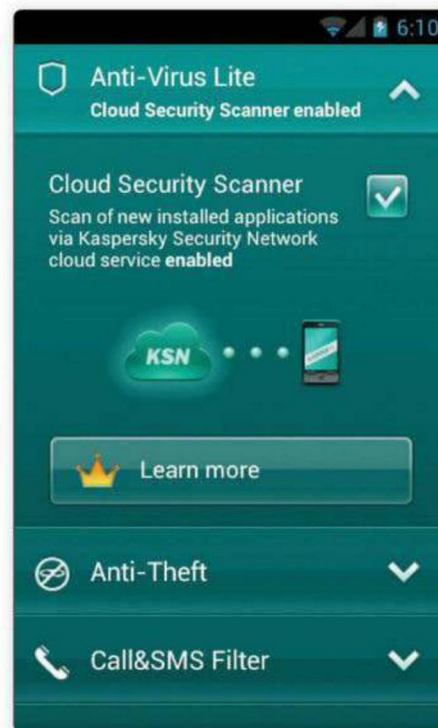 6:10
Anti-Virus Lite
Cloud Security Scanner enabled
Cloud Security Scanner
Scan of new installed applications
via Kaspersky Security Network
cloud service enabled
KSN
Learn more
Anti-Theft
Call&SMS Filter